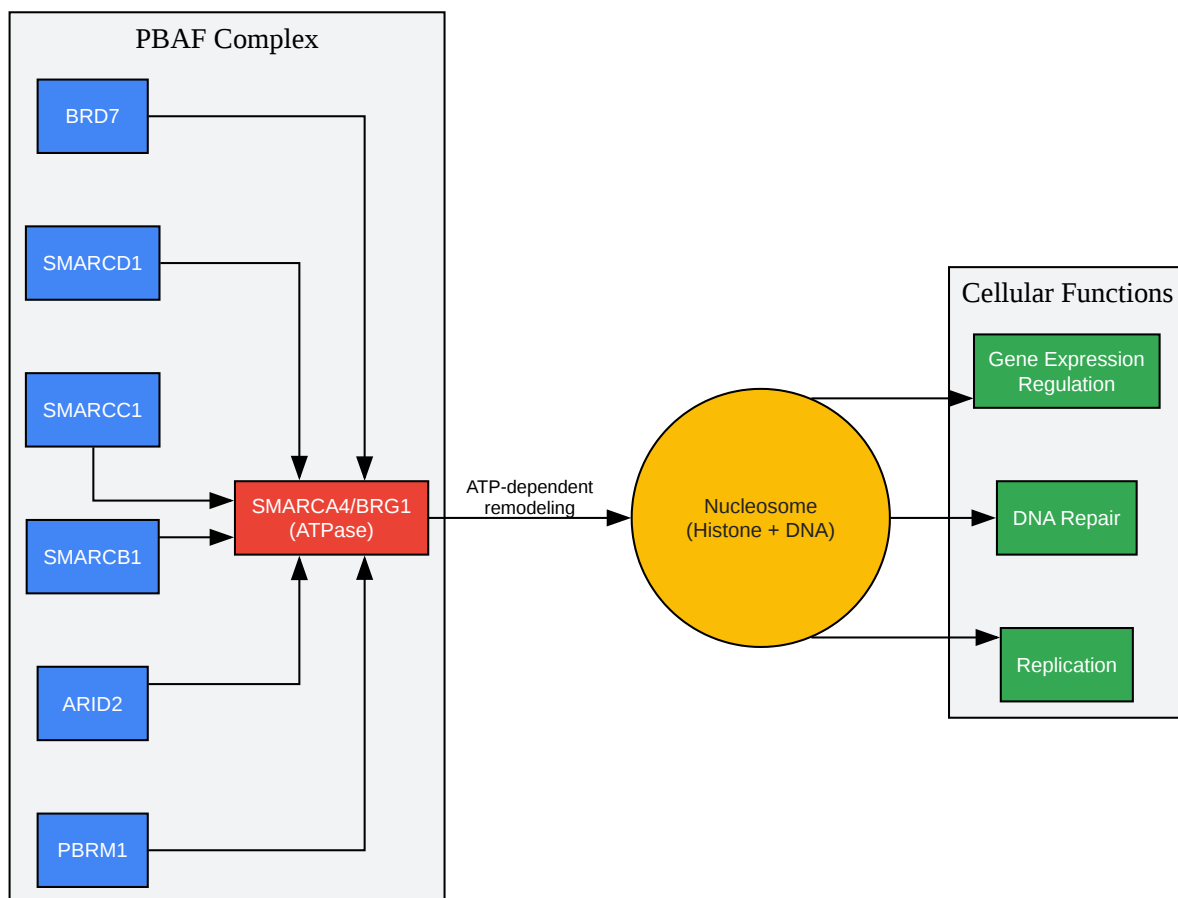 PBAF Complex
BRD7
SMARCD1
SMARCC1
SMARCB1
ARID2
PBRM1
SMARCA4/BRG1
(ATPase)
ATP-dependent
remodeling
Nucleosome
(Histone + DNA)
Cellular Functions
Gene Expression
Regulation
DNA Repair
Replication